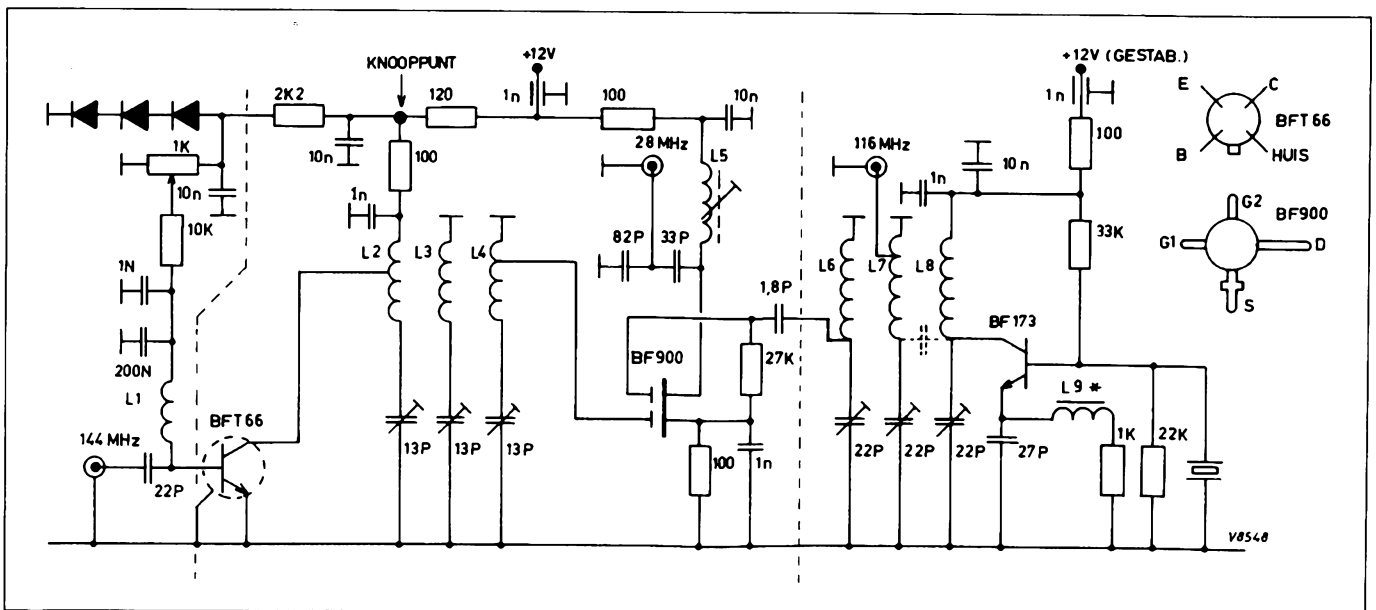 +12V
+12V (GESTAB.)
KNOOPPUNT
E
C
2K2
120
1n
100
10n
1n
100
BFT 66
1K
10n
100
28 MHz
L5
116 MHz
1n
10n
B
HUIS
10n
10K
1n
G2
BF900
33K
G1
D
82P
33P
L2
L3
L4
L6
L7
L8
1N
1,8P
BF173
S
200N
BF900
27K
L9 *
L1
BFT66
144 MHz
22P
13P
13P
13P
100
1n
22P
22P
22P
27P
1K
22K
V8548